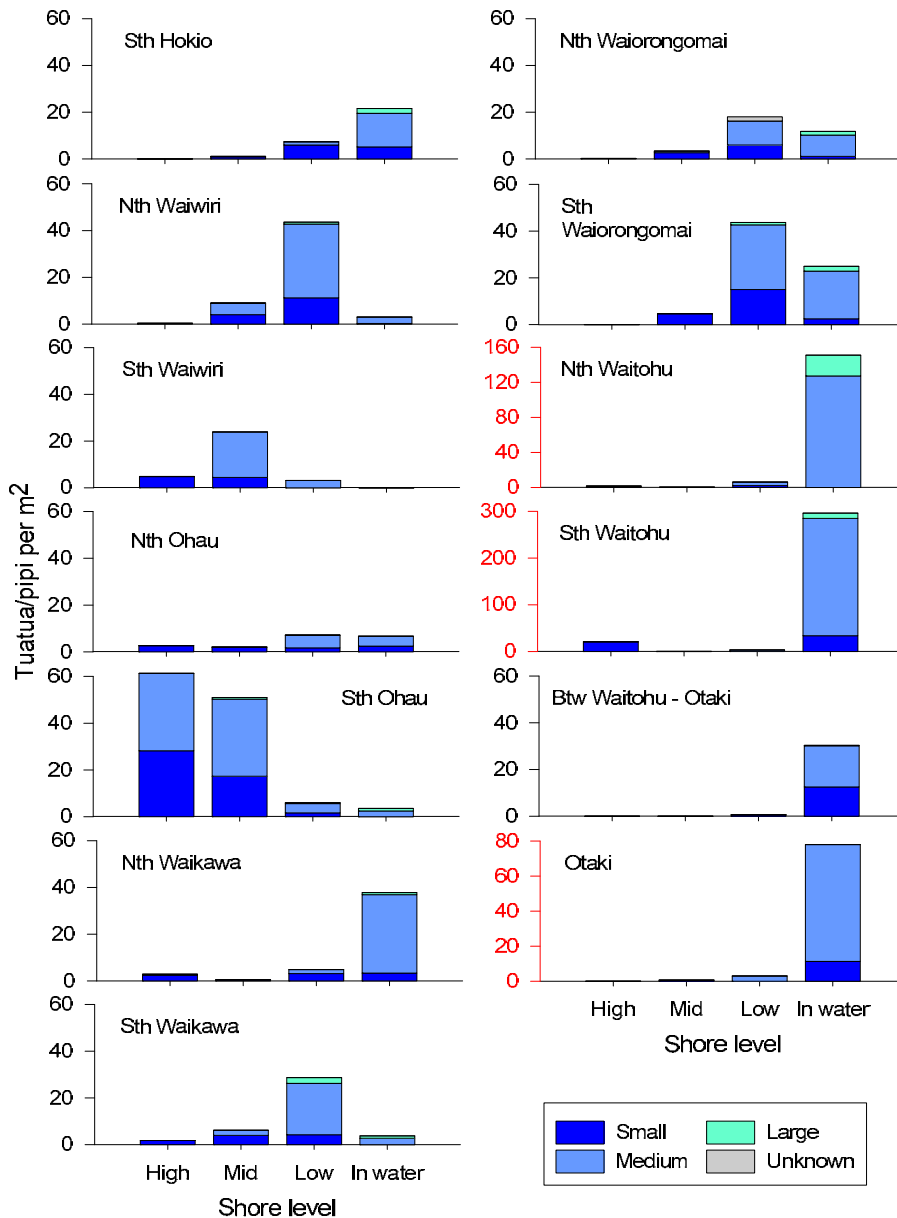 Tuatua/pipi per m2
60
40
20
0
Sth Hokio
60
40
20
0
Nth Waiwiri
60
40
20
0
Sth Waiwiri
60
40
20
0
Nth Ohau
60
40
20
0
Sth Ohau
60
40
20
0
Nth Waikawa
60
40
20
0
Sth Waikawa
High Mid Low In water
Shore level
60
40
20
0
Nth Waiorongomai
60
40
20
0
Sth
Waiorongomai
160
120
80
40
0
Nth Waitohu
300
200
100
0
Sth Waitohu
60
40
20
0
Btw Waitohu - Otaki
80
60
40
20
0
Otaki
High Mid Low In water
Shore level
Small Large
Medium Unknown